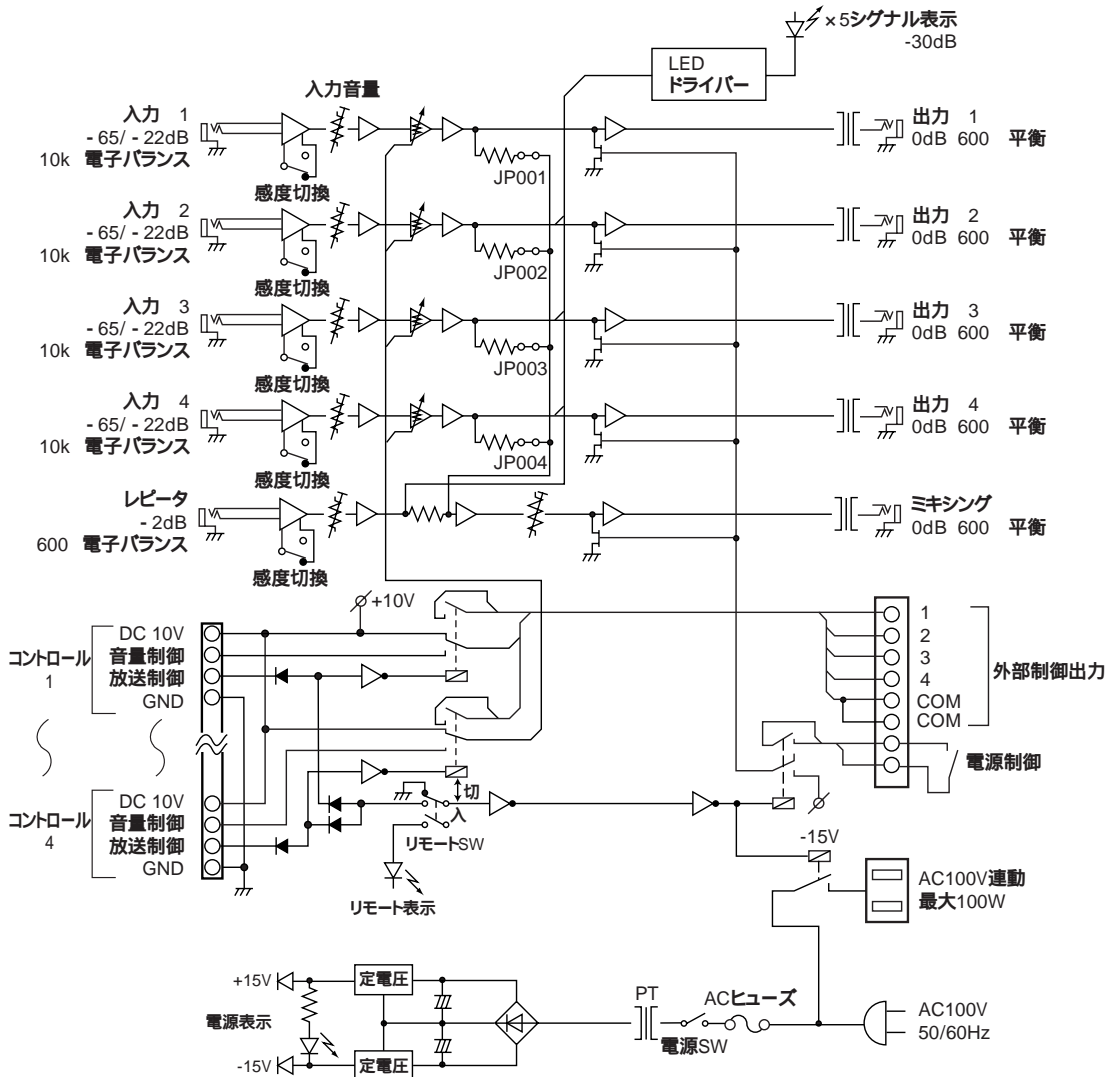 ×5シグナル表示
-30dB
LED
ドライバー
入力音量
入力 1
- 65/ - 22dB
10k 電子バランス
感度切換
JP001
出力 1
0dB 600 平衡
入力 2
- 65/ - 22dB
10k 電子バランス
感度切換
JP002
出力 2
0dB 600 平衡
入力 3
- 65/ - 22dB
10k 電子バランス
感度切換
JP003
出力 3
0dB 600 平衡
入力 4
- 65/ - 22dB
10k 電子バランス
感度切換
JP004
出力 4
0dB 600 平衡
レピータ
- 2dB
600 電子バランス
感度切換
ミキシング
0dB 600 平衡
+10V
コントロール
1
DC 10V
音量制御
放送制御
GND
1
2
3
4
COM
COM
外部制御出力
電源制御
コントロール
4
DC 10V
音量制御
放送制御
GND
切
入
リモートSW
リモート表示
-15V
AC100V連動
最大100W
+15V
定電圧
電源表示
-15V
定電圧
PT
電源SW
ACヒューズ
AC100V
50/60Hz